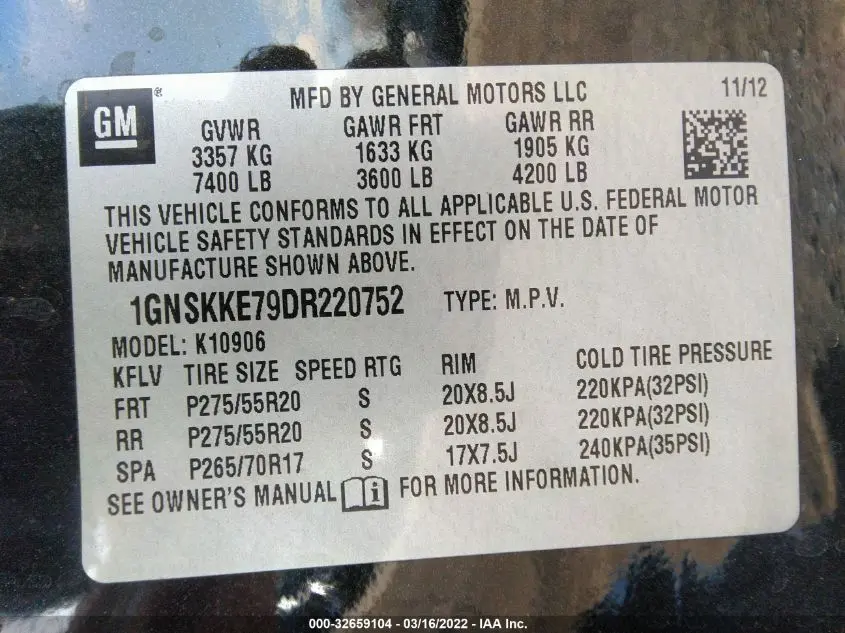 GM ® MFD BY GENERAL MOTORS LLC 11/12
GVWR GAWR FRT GAWR RR
3357 KG 1633 KG 1905 KG
7400 LB 3600 LB 4200 LB
THIS VEHICLE CONFORMS TO ALL APPLICABLE U.S. FEDERAL MOTOR
VEHICLE SAFETY STANDARDS IN EFFECT ON THE DATE OF
MANUFACTURE SHOWN ABOVE.
1GNSKKE79DR220752 TYPE: M.P.V.
MODEL: K10906
KFLV TIRE SIZE SPEED RTG RIM COLD TIRE PRESSURE
FRT P275/55R20 S 20X8.5J 220KPA(32PSI)
RR P275/55R20 S 20X8.5J 220KPA(32PSI)
SPA P265/70R17 S 17X7.5J 240KPA(35PSI)
SEE OWNER'S MANUAL i FOR MORE INFORMATION.
000-32659104 - 03/16/2022 - IAA Inc.